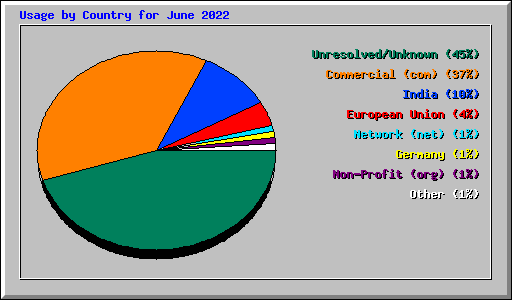 Usage by Country for June 2022
Unresolved/Unknown (45%)
Commercial (com) (37%)
India (10%)
European Union (4%)
Network (net) (1%)
Germany (1%)
Non-Profit (org) (1%)
Other (1%)